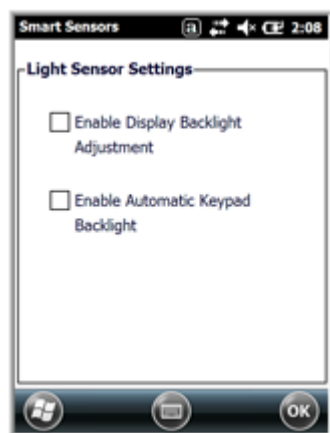 Smart Sensors a 2:08
Light Sensor Settings
Enable Display Backlight
Adjustment
Enable Automatic Keypad
Backlight
OK